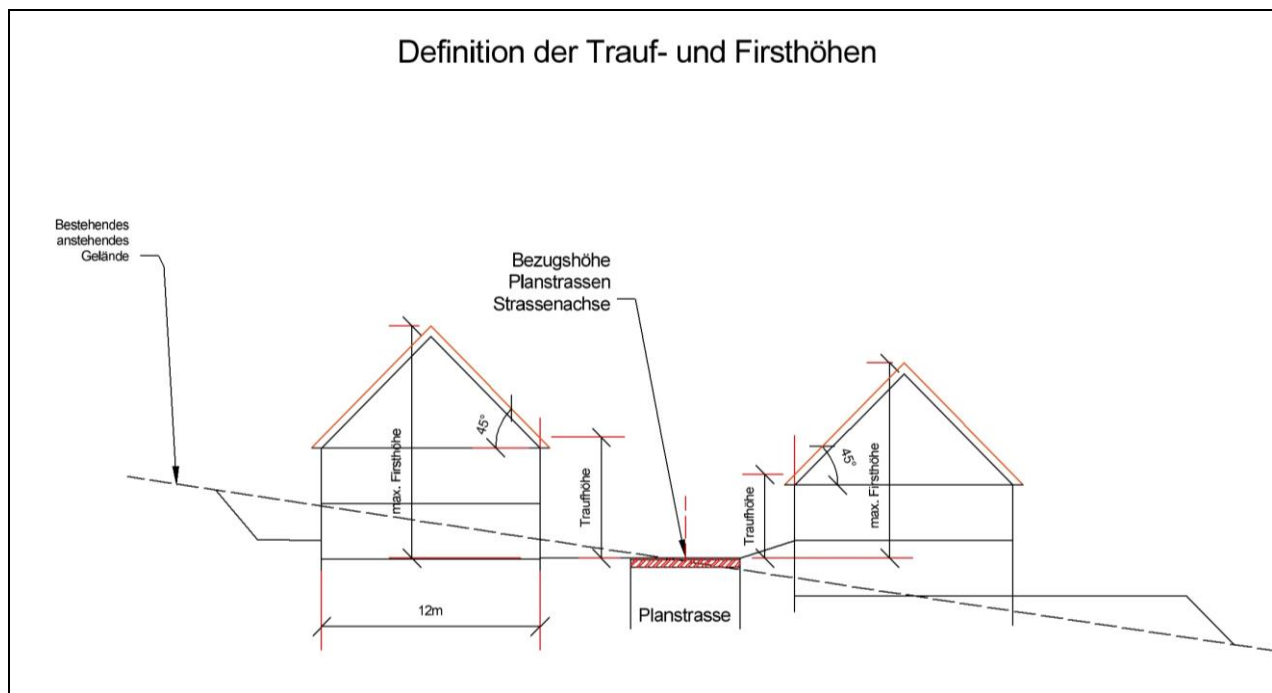 Definition der Trauf- und Firsthöhen
Bestehendes
anstehendes
Gelände
Bezugshöhe
Planstrassen
Strassenachse
45°
max. Firsthöhe
Traufhöhe
45°
Traufhöhe
max. Firsthöhe
12m
Planstrasse